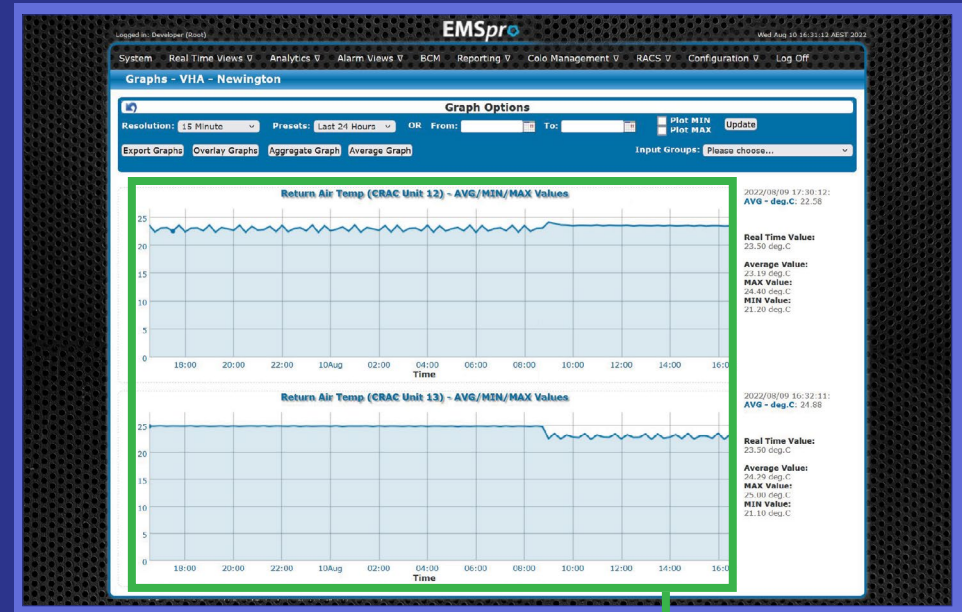 Logged in: Developer (Root)
EMSpro
Wed Aug 10 16:31:12 AEST 2022
System Real Time Views ∇ Analytics ∇ Alarm Views ∇ BCM Reporting ∇ Colo Management ∇ RACS ∇ Configuration ∇ Log Off
Graphs - VHA - Newington
Graph Options
Resolution: 15 Minute Presets: Last 24 Hours OR From: To: Plot MIN Update
Plot MAX
Export Graphs Overlay Graphs Aggregate Graph Average Graph Input Groups: Please choose...
Return Air Temp (CRAC Unit 12) - AVG/MIN/MAX Values
25
20
15
10
5
0
18:00 20:00 22:00 10Aug 02:00 04:00 06:00 08:00 10:00 12:00 14:00 16:0
Time
2022/08/09 17:30:12:
AVG - deg.C: 22.58
Real Time Value:
23.50 deg.C
Average Value:
23.19 deg.C
MAX Value:
24.40 deg.C
MIN Value:
21.20 deg.C
Return Air Temp (CRAC Unit 13) - AVG/MIN/MAX Values
25
20
15
10
5
0
18:00 20:00 22:00 10Aug 02:00 04:00 06:00 08:00 10:00 12:00 14:00 16:0
Time
2022/08/09 16:32:11:
AVG - deg.C: 24.88
Real Time Value:
23.50 deg.C
Average Value:
24.29 deg.C
MAX Value:
25.00 deg.C
MIN Value:
21.10 deg.C